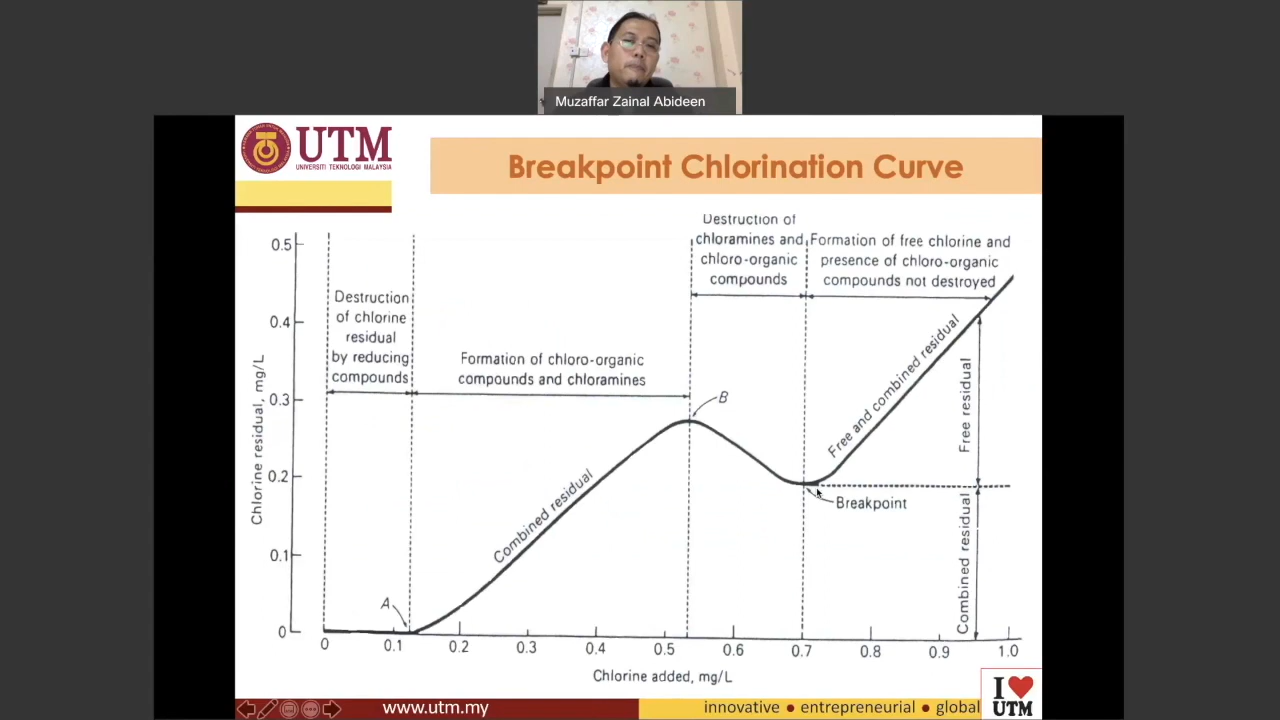 Muzaffar Zainal Abideen
UTM
UNIVERSITI TEKNOLOGI MALAYSIA
Breakpoint Chlorination Curve
Destruction of
chloramines and
chloro-organic
compounds
Formation of free chlorine and
presence of chloro-organic
compounds not destroyed
Destruction
of chlorine
residual
by reducing
compounds
Formation of chloro-organic
compounds and chloramines
0.5
0.4
0.3
0.2
0.1
0
Chlorine residual, mg/L
A
Combined residual
B
Free and combined residual
Breakpoint
Free residual
Combined residual
0 0.1 0.2 0.3 0.4 0.5 0.6 0.7 0.8 0.9 1.0
Chlorine added, mg/L
www.utm.my
innovative ● entrepreneurial ● global
I
UTM